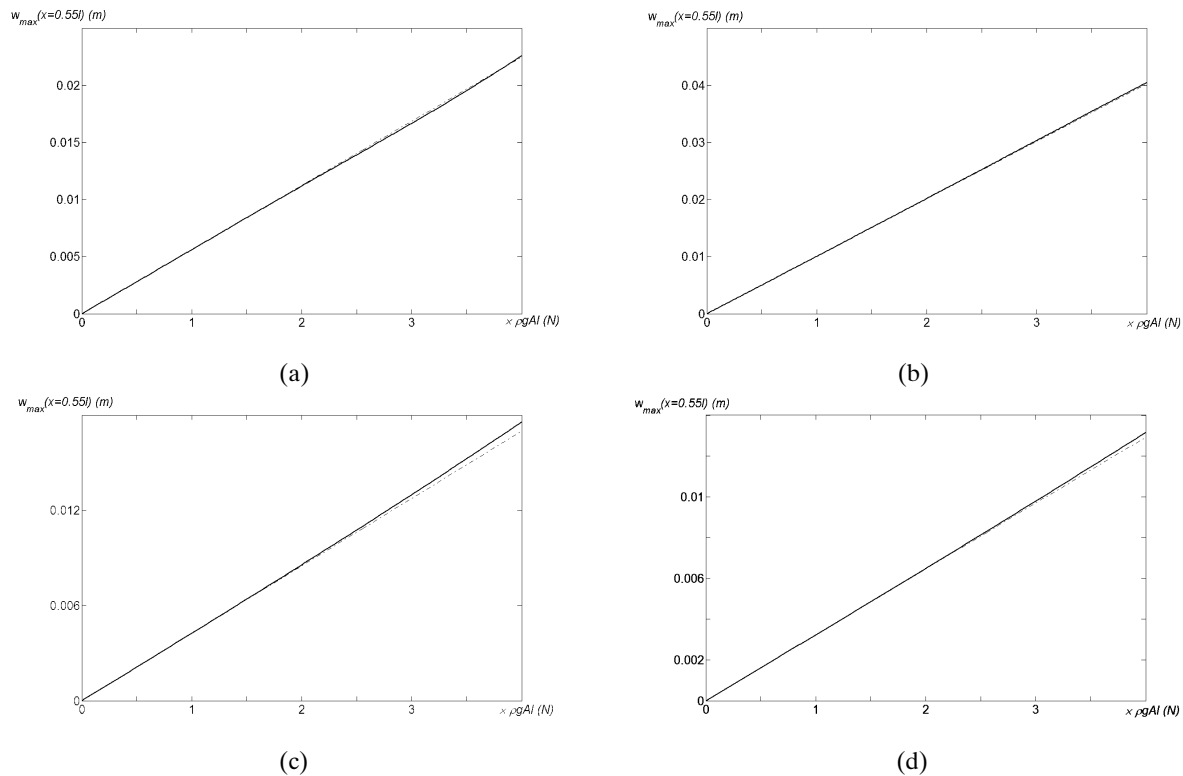 w_max(x=0.55l) (m)
0.02
0.015
0.01
0.005
0
0 1 2 3 × ρgAl (N)
(a)
w_max(x=0.55l) (m)
0.04
0.03
0.02
0.01
0
0 1 2 3 × ρgAl (N)
(b)
w_max(x=0.55l) (m)
0.012
0.006
0
0 1 2 3 × ρgAl (N)
(c)
w_max(x=0.55l) (m)
0.01
0.006
0.002
0
0 1 2 3 × ρgAl (N)
(d)